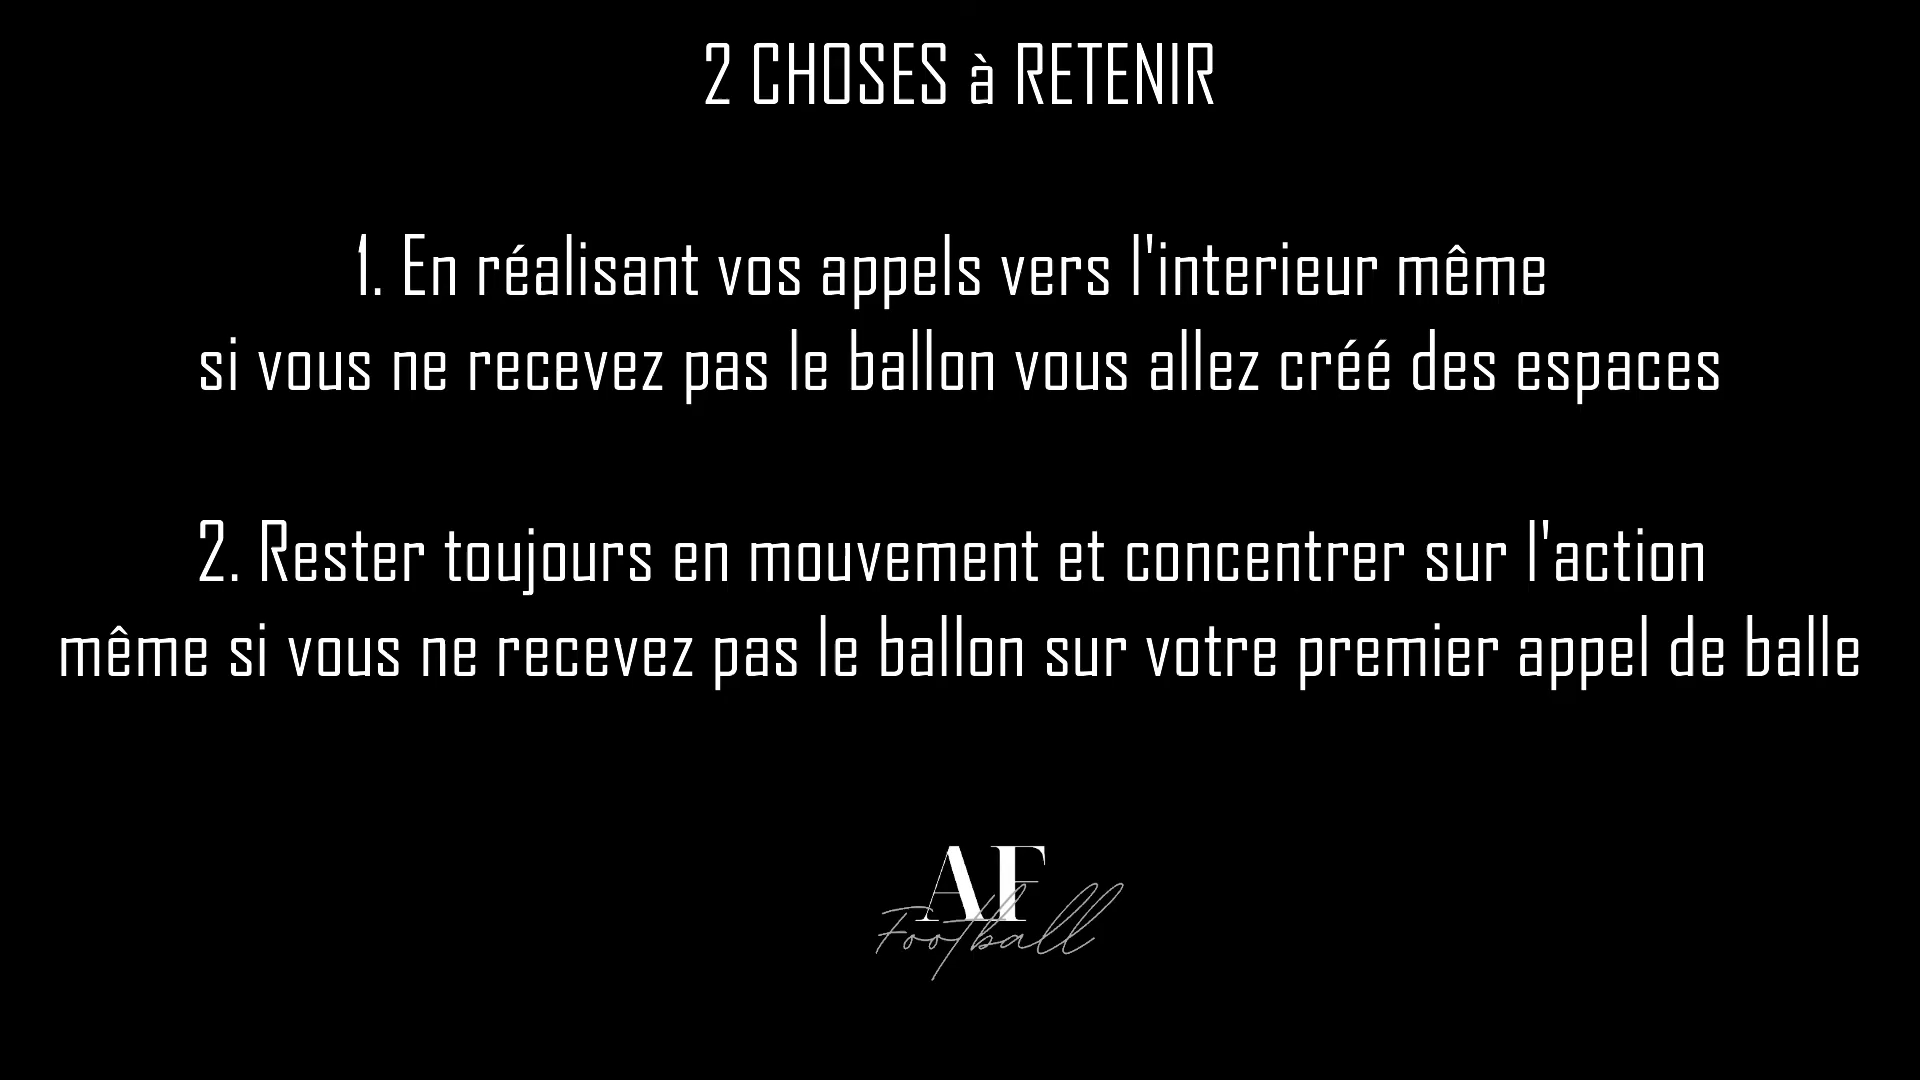 2 CHOSES à RETENIR
1. En réalisant vos appels vers l'interieur même
si vous ne recevez pas le ballon vous allez créé des espaces
2. Rester toujours en mouvement et concentrer sur l'action
même si vous ne recevez pas le ballon sur votre premier appel de balle
AF
Football